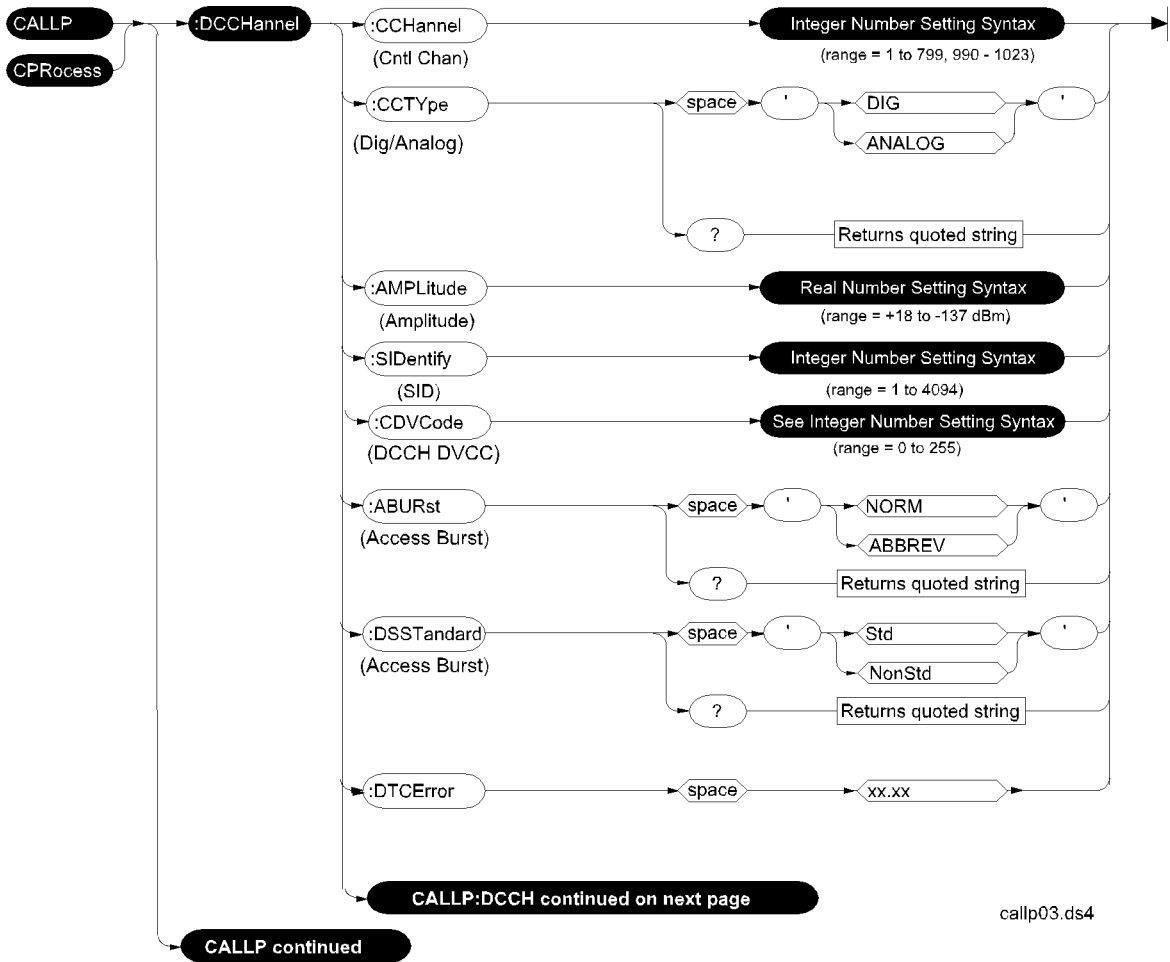 CALLP
:DCCHannel
:CCHannel
Integer Number Setting Syntax
CPRocess
(Cntl Chan)
(range = 1 to 799, 990 - 1023)
:CCTYpe
space
'
DIG
'
(Dig/Analog)
ANALOG
?
Returns quoted string
:AMPLitude
Real Number Setting Syntax
(Amplitude)
(range = +18 to -137 dBm)
:SIDentify
Integer Number Setting Syntax
(SID)
(range = 1 to 4094)
:CDVCode
See Integer Number Setting Syntax
(DCCH DVCC)
(range = 0 to 255)
:ABURst
space
'
NORM
'
(Access Burst)
ABBREV
?
Returns quoted string
:DSSTandard
space
'
Std
'
(Access Burst)
NonStd
?
Returns quoted string
:DTCError
space
xx.xx
CALLP:DCCH continued on next page
callp03.ds4
CALLP continued